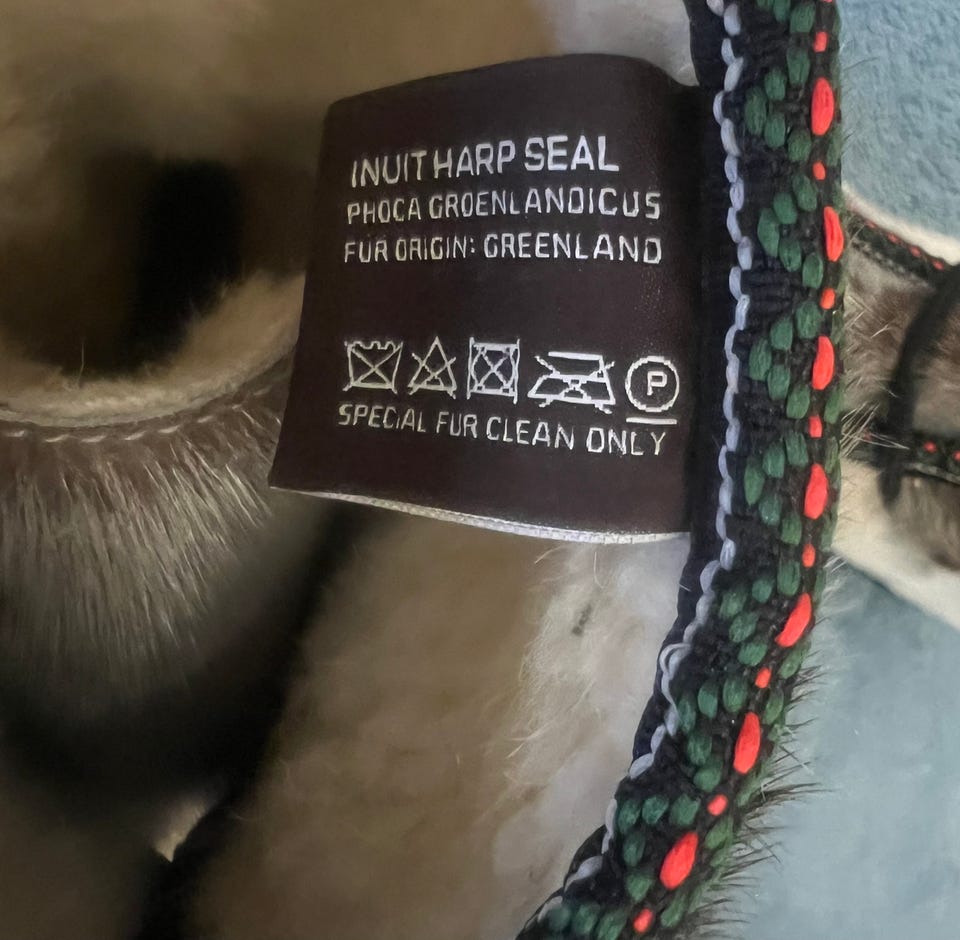 INUIT HARP SEAL
PHOCA GROENLANDICUS
FUR ORIGIN: GREENLAND
P
SPECIAL FUR CLEAN ONLY